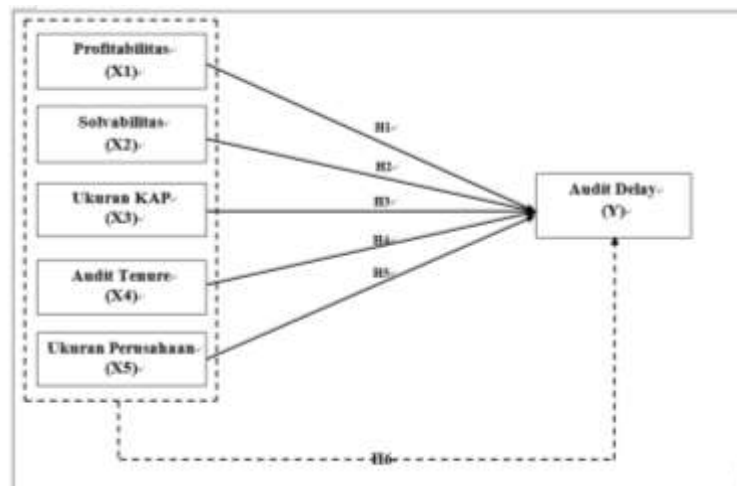 Profitabilitas
(X1)
H1
Solvabilitas
(X2)
H2
Ukuran KAP
(X3)
H3
Audit Delay
(Y)
Audit Tenure
(X4)
H4
H5
Ukuran Perusahaan
(X5)
H6